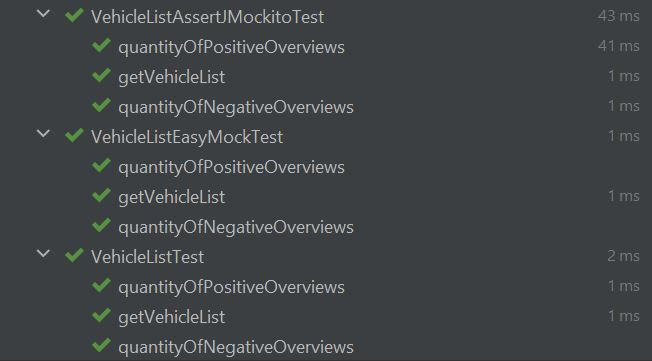 VehicleListAssertJMockitoTest 43 ms
quantityOfPositiveOverviews 41 ms
getVehicleList 1 ms
quantityOfNegativeOverviews 1 ms
VehicleListEasyMockTest 1 ms
quantityOfPositiveOverviews
getVehicleList 1 ms
quantityOfNegativeOverviews
VehicleListTest 2 ms
quantityOfPositiveOverviews 1 ms
getVehicleList 1 ms
quantityOfNegativeOverviews